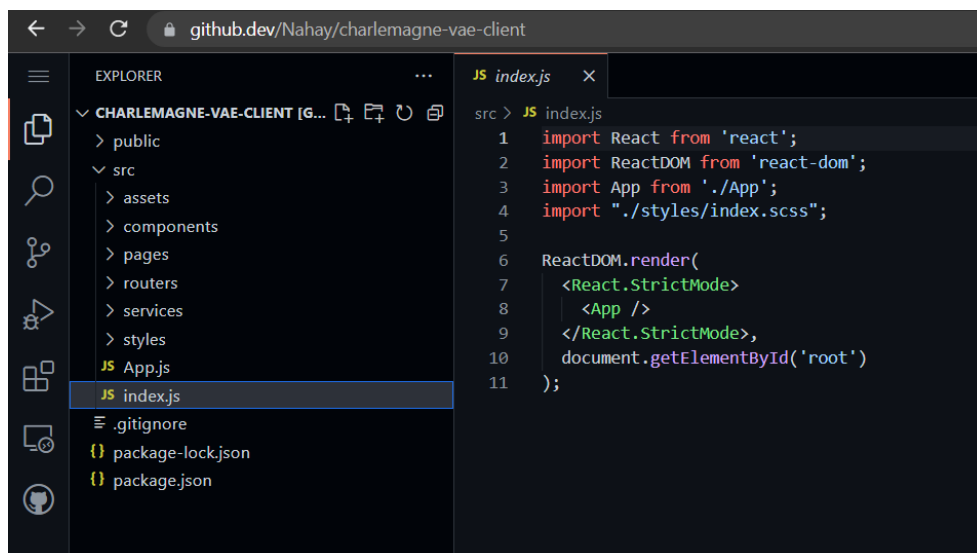 github.dev/Nahay/charlemagne-vae-client
EXPLORER
CHARLEMAGNE-VAE-CLIENT [G...
public
src
assets
components
pages
routers
services
styles
JS App.js
JS index.js
.gitignore
{} package-lock.json
{} package.json
JS index.js
src > JS index.js
1 import React from 'react';
2 import ReactDOM from 'react-dom';
3 import App from './App';
4 import "./styles/index.scss";
5
6 ReactDOM.render(
7 <React.StrictMode>
8 <App />
9 </React.StrictMode>,
10 document.getElementById('root')
11 );